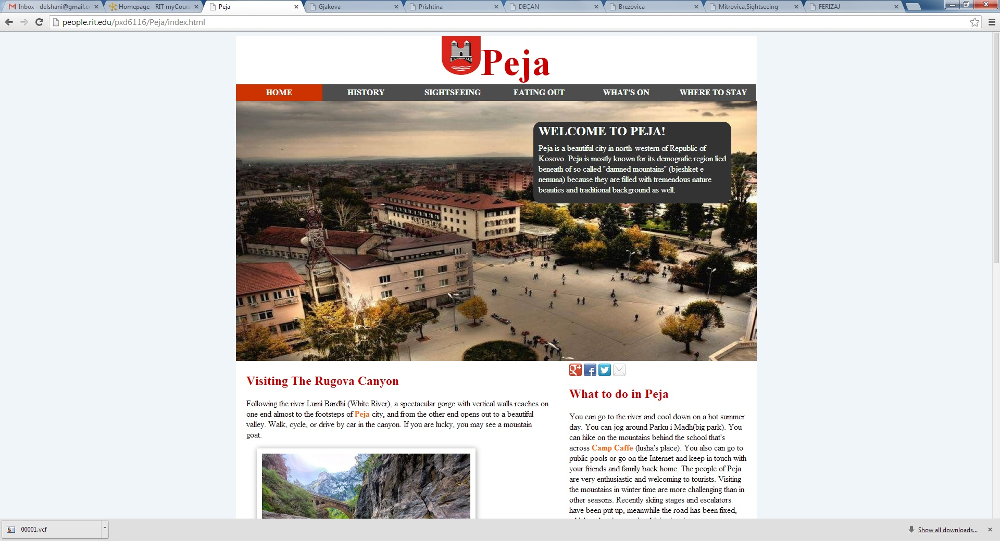 Inbox - delshani@gmail.c
Homepage - RIT myCours
Peja
Gjakova
Prishtina
DEÇAN
Brezovica
Mitrovica,Sightseeing
FERIZAJ
people.rit.edu/pxd6116/Peja/index.html
Peja
HOME
HISTORY
SIGHTSEEING
EATING OUT
WHAT'S ON
WHERE TO STAY
WELCOME TO PEJA!
Peja is a beautiful city in north-western of Republic of
Kosovo. Peja is mostly known for its demografic region lied
beneath of so called "damned mountains" (bjeshket e
nemuna) because they are filled with tremendous nature
beauties and traditional background as well.
Visiting The Rugova Canyon
Following the river Lumi Bardhi (White River), a spectacular gorge with vertical walls reaches on
one end almost to the footsteps of Peja city, and from the other end opens out to a beautiful
valley. Walk, cycle, or drive by car in the canyon. If you are lucky, you may see a mountain
goat.
What to do in Peja
You can go to the river and cool down on a hot summer
day. You can jog around Parku i Madh(big park). You
can hike on the mountains behind the school that's
across Camp Caffe (lusha's place). You also can go to
public pools or go on the Internet and keep in touch with
your friends and family back home. The people of Peja
are very enthusiastic and welcoming to tourists. Visiting
the mountains in winter time are more challenging than in
other seasons. Recently skiing stages and escalators
have been put up, meanwhile the road has been fixed,
00001.vcf
Show all downloads...